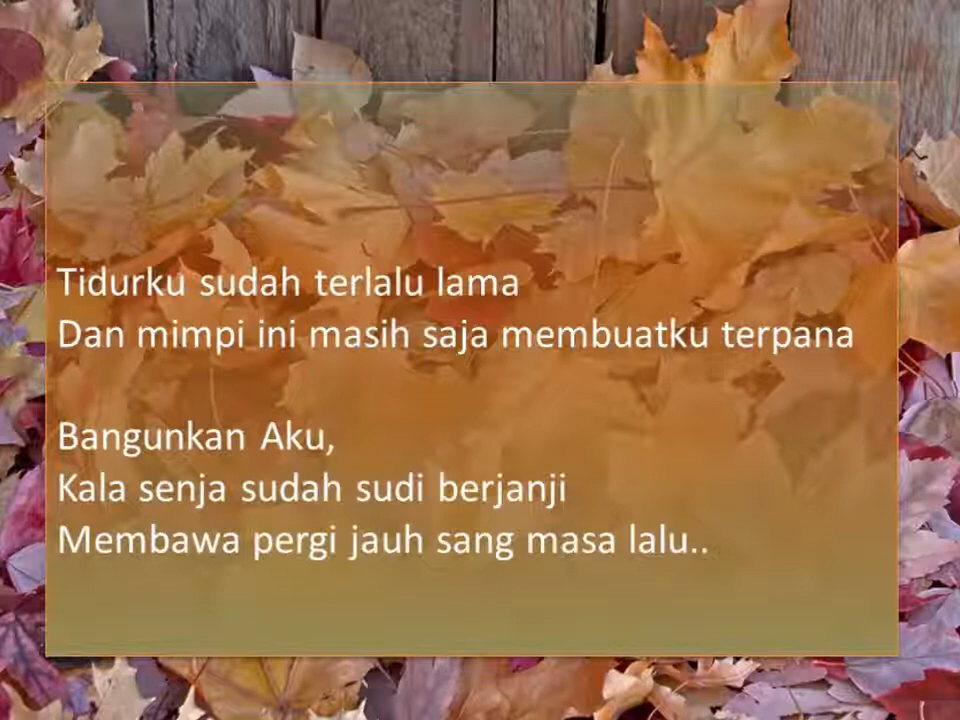 Tidurku sudah terlalu lama
Dan mimpi ini masih saja membuatku terpana
Bangunkan Aku,
Kala senja sudah sudi berjanji
Membawa pergi jauh sang masa lalu..